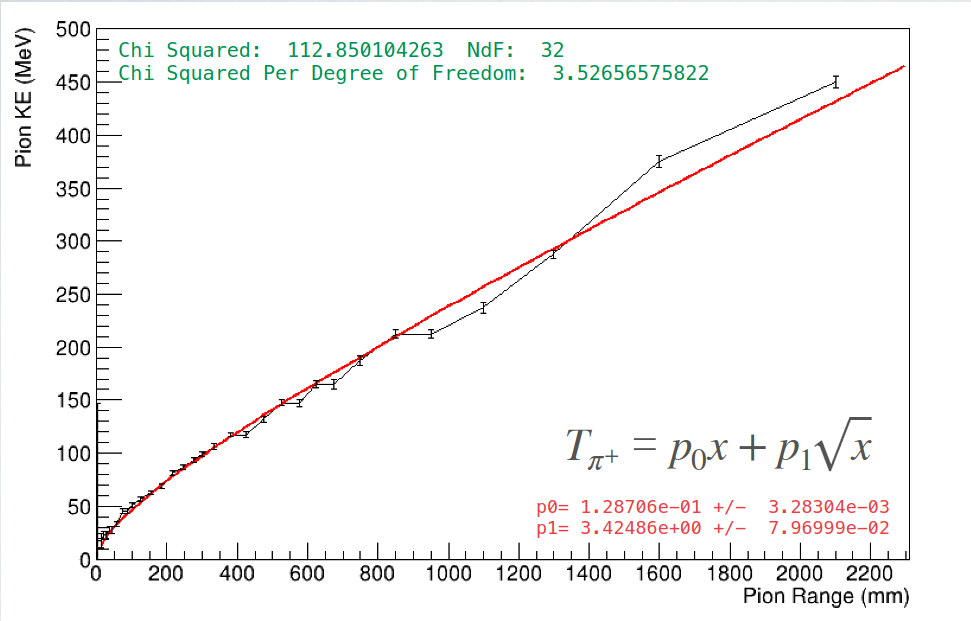 Pion KE (MeV)
500
450
400
350
300
250
200
150
100
50
0
Chi Squared: 112.850104263 NdF: 32
Chi Squared Per Degree of Freedom: 3.52656575822
T_{π⁺} = p₀x + p₁√x
p0= 1.28706e-01 +/- 3.28304e-03
p1= 3.42486e+00 +/- 7.96999e-02
0 200 400 600 800 1000 1200 1400 1600 1800 2000 2200
Pion Range (mm)